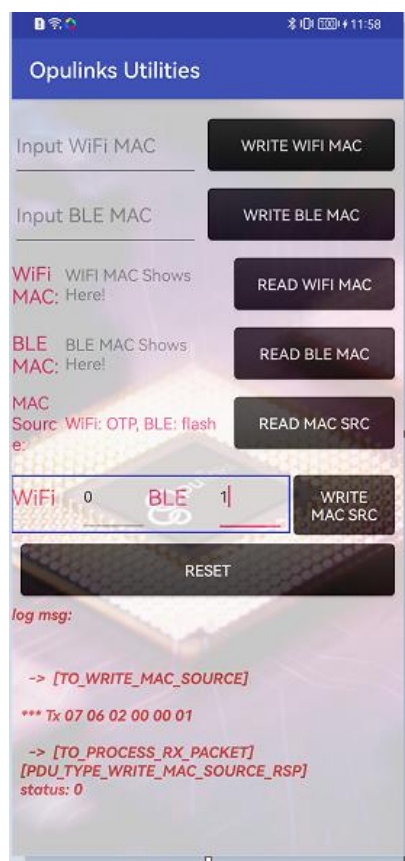 11:58
Opulinks Utilities
Input WiFi MAC
WRITE WIFI MAC
Input BLE MAC
WRITE BLE MAC
WiFi MAC:
WIFI MAC Shows Here!
READ WIFI MAC
BLE MAC:
BLE MAC Shows Here!
READ BLE MAC
MAC
Sourc
e:
WiFi: OTP, BLE: flash
READ MAC SRC
WiFi 0 BLE 1
WRITE
MAC SRC
RESET
log msg:
-> [TO_WRITE_MAC_SOURCE]
*** Tx 07 06 02 00 00 01
-> [TO_PROCESS_RX_PACKET]
[PDU_TYPE_WRITE_MAC_SOURCE_RSP]
status: 0